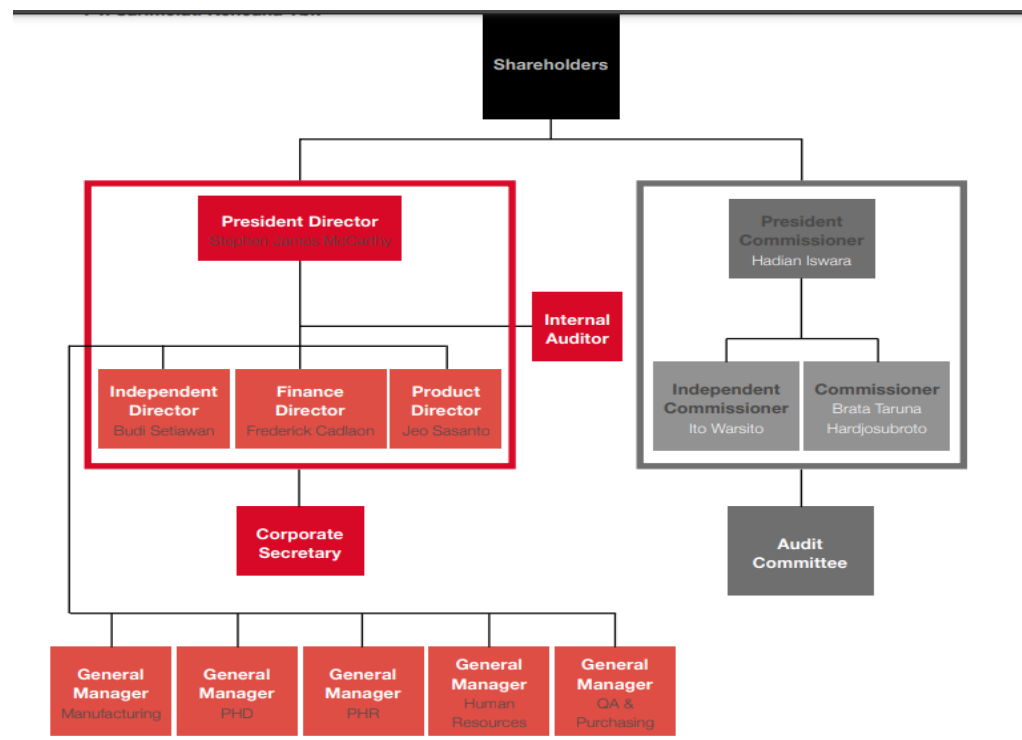 Shareholders
President Director
Stephen James McCarthy
President
Commissioner
Hadian Iswara
Internal
Auditor
Independent
Director
Budi Setiawan
Finance
Director
Frederick Cadlaon
Product
Director
Jeo Sasanto
Independent
Commissioner
Ito Warsito
Commissioner
Brata Taruna
Hardjosubroto
Corporate
Secretary
Audit
Committee
General
Manager
Manufacturing
General
Manager
PHD
General
Manager
PHR
General
Manager
Human
Resources
General
Manager
QA &
Purchasing